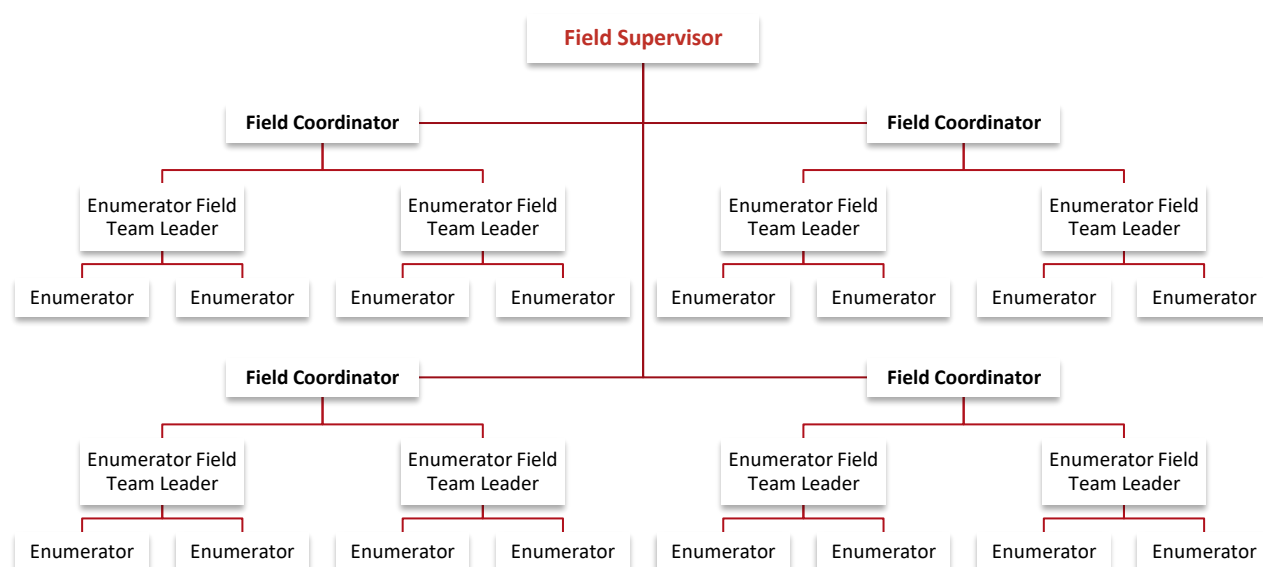 Field Supervisor
Field Coordinator
Field Coordinator
Enumerator Field
Team Leader
Enumerator Field
Team Leader
Enumerator Field
Team Leader
Enumerator Field
Team Leader
Enumerator
Enumerator
Enumerator
Enumerator
Enumerator
Enumerator
Enumerator
Enumerator
Field Coordinator
Field Coordinator
Enumerator Field
Team Leader
Enumerator Field
Team Leader
Enumerator Field
Team Leader
Enumerator Field
Team Leader
Enumerator
Enumerator
Enumerator
Enumerator
Enumerator
Enumerator
Enumerator
Enumerator